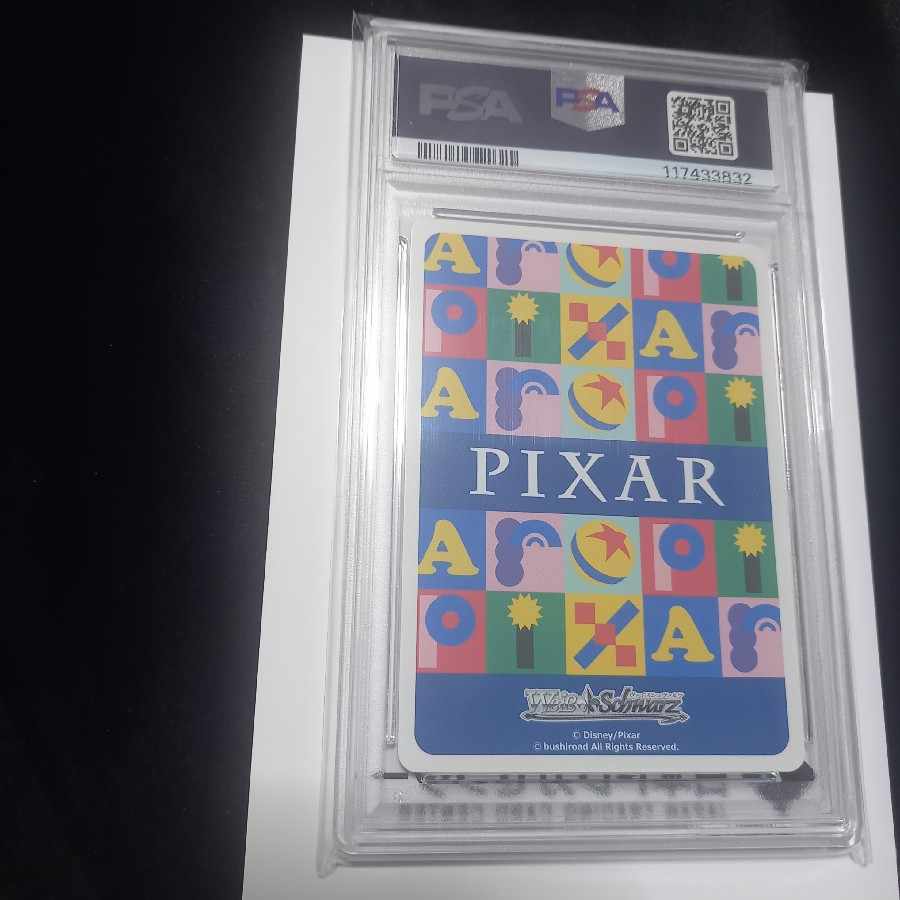 PSA
PSA
117433832
PIXAR
Weiß Schwarz
© Disney/Pixar
© bushiroad All Rights Reserved.